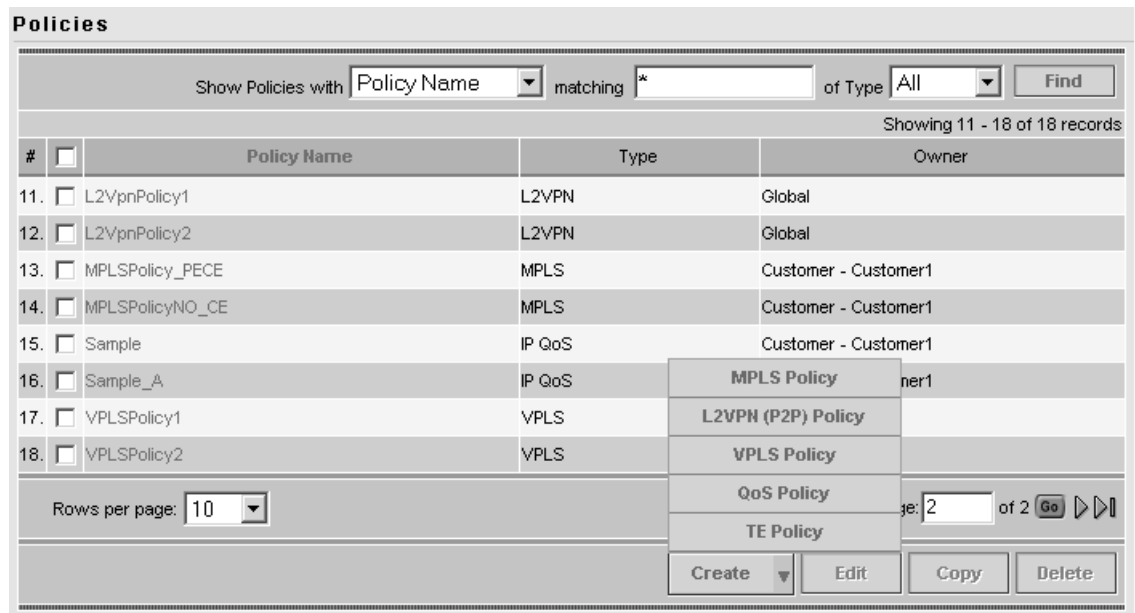 Policies
Show Policies with Policy Name matching * of Type All Find
Showing 11 - 18 of 18 records
# Policy Name Type Owner
11. L2VpnPolicy1 L2VPN Global
12. L2VpnPolicy2 L2VPN Global
13. MPLSPolicy_PECE MPLS Customer - Customer1
14. MPLSPolicyNO_CE MPLS Customer - Customer1
15. Sample IP QoS Customer - Customer1
16. Sample_A IP QoS ner1
MPLS Policy
17. VPLSPolicy1 VPLS
L2VPN (P2P) Policy
18. VPLSPolicy2 VPLS
VPLS Policy
QoS Policy
Rows per page: 10 ge: 2 of 2 Go
TE Policy
Create Edit Copy Delete